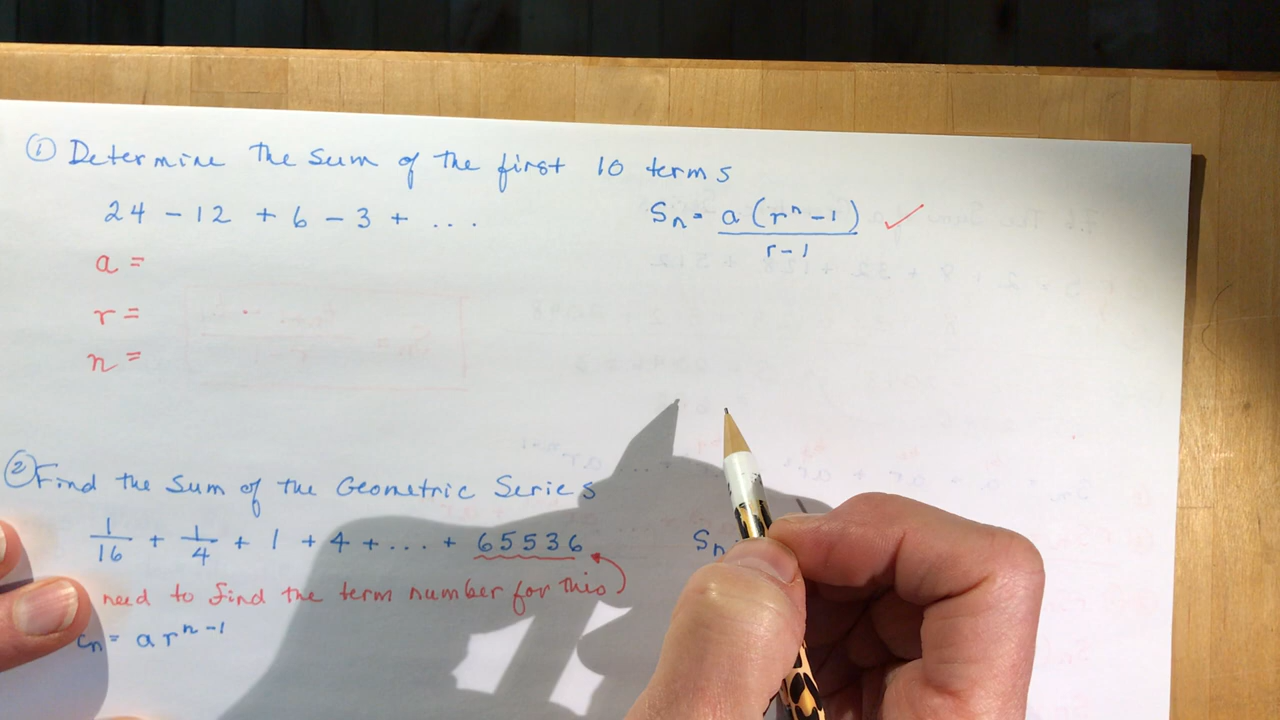 ① Determine the Sum of the first 10 terms
24 - 12 + 6 - 3 + ...
Sn = a(r^n - 1) / r - 1 ✓
a =
r =
n =
② Find the Sum of the Geometric Series
1/16 + 1/4 + 1 + 4 + ... + 65536
Sn
need to find the term number for this
tn = ar^n-1